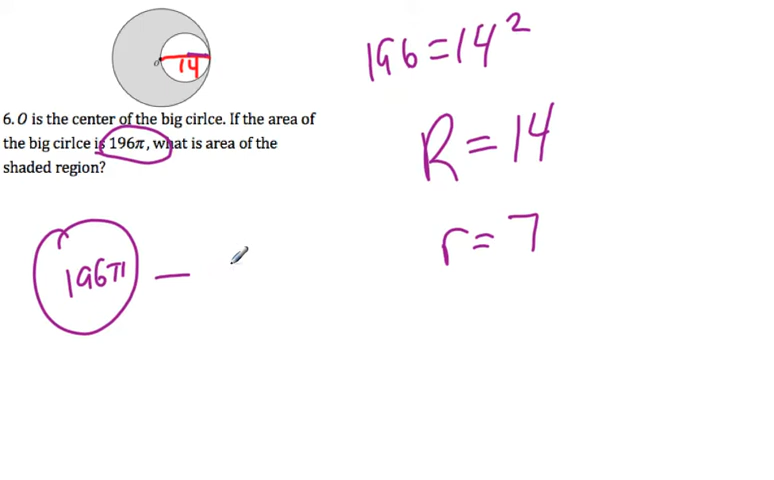 O
14
6. O is the center of the big cirlce. If the area of
the big cirlce is 196π, what is area of the
shaded region?
196 = 14²
R = 14
r = 7
196π −